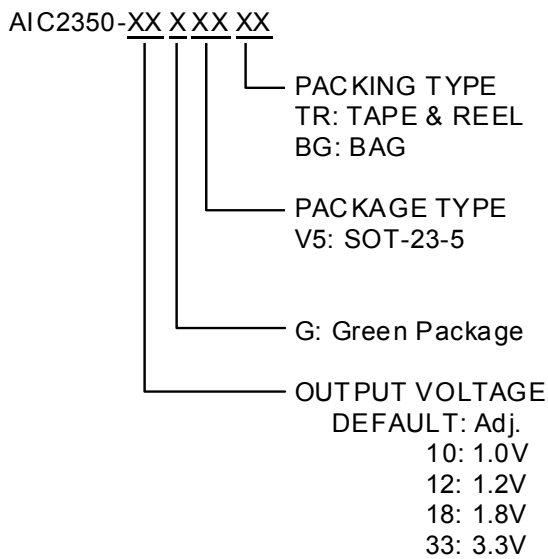 AIC2350-XX X XX XX
PACKING TYPE
TR: TAPE & REEL
BG: BAG
PACKAGE TYPE
V5: SOT-23-5
G: Green Package
OUTPUT VOLTAGE
DEFAULT: Adj.
10: 1.0V
12: 1.2V
18: 1.8V
33: 3.3V